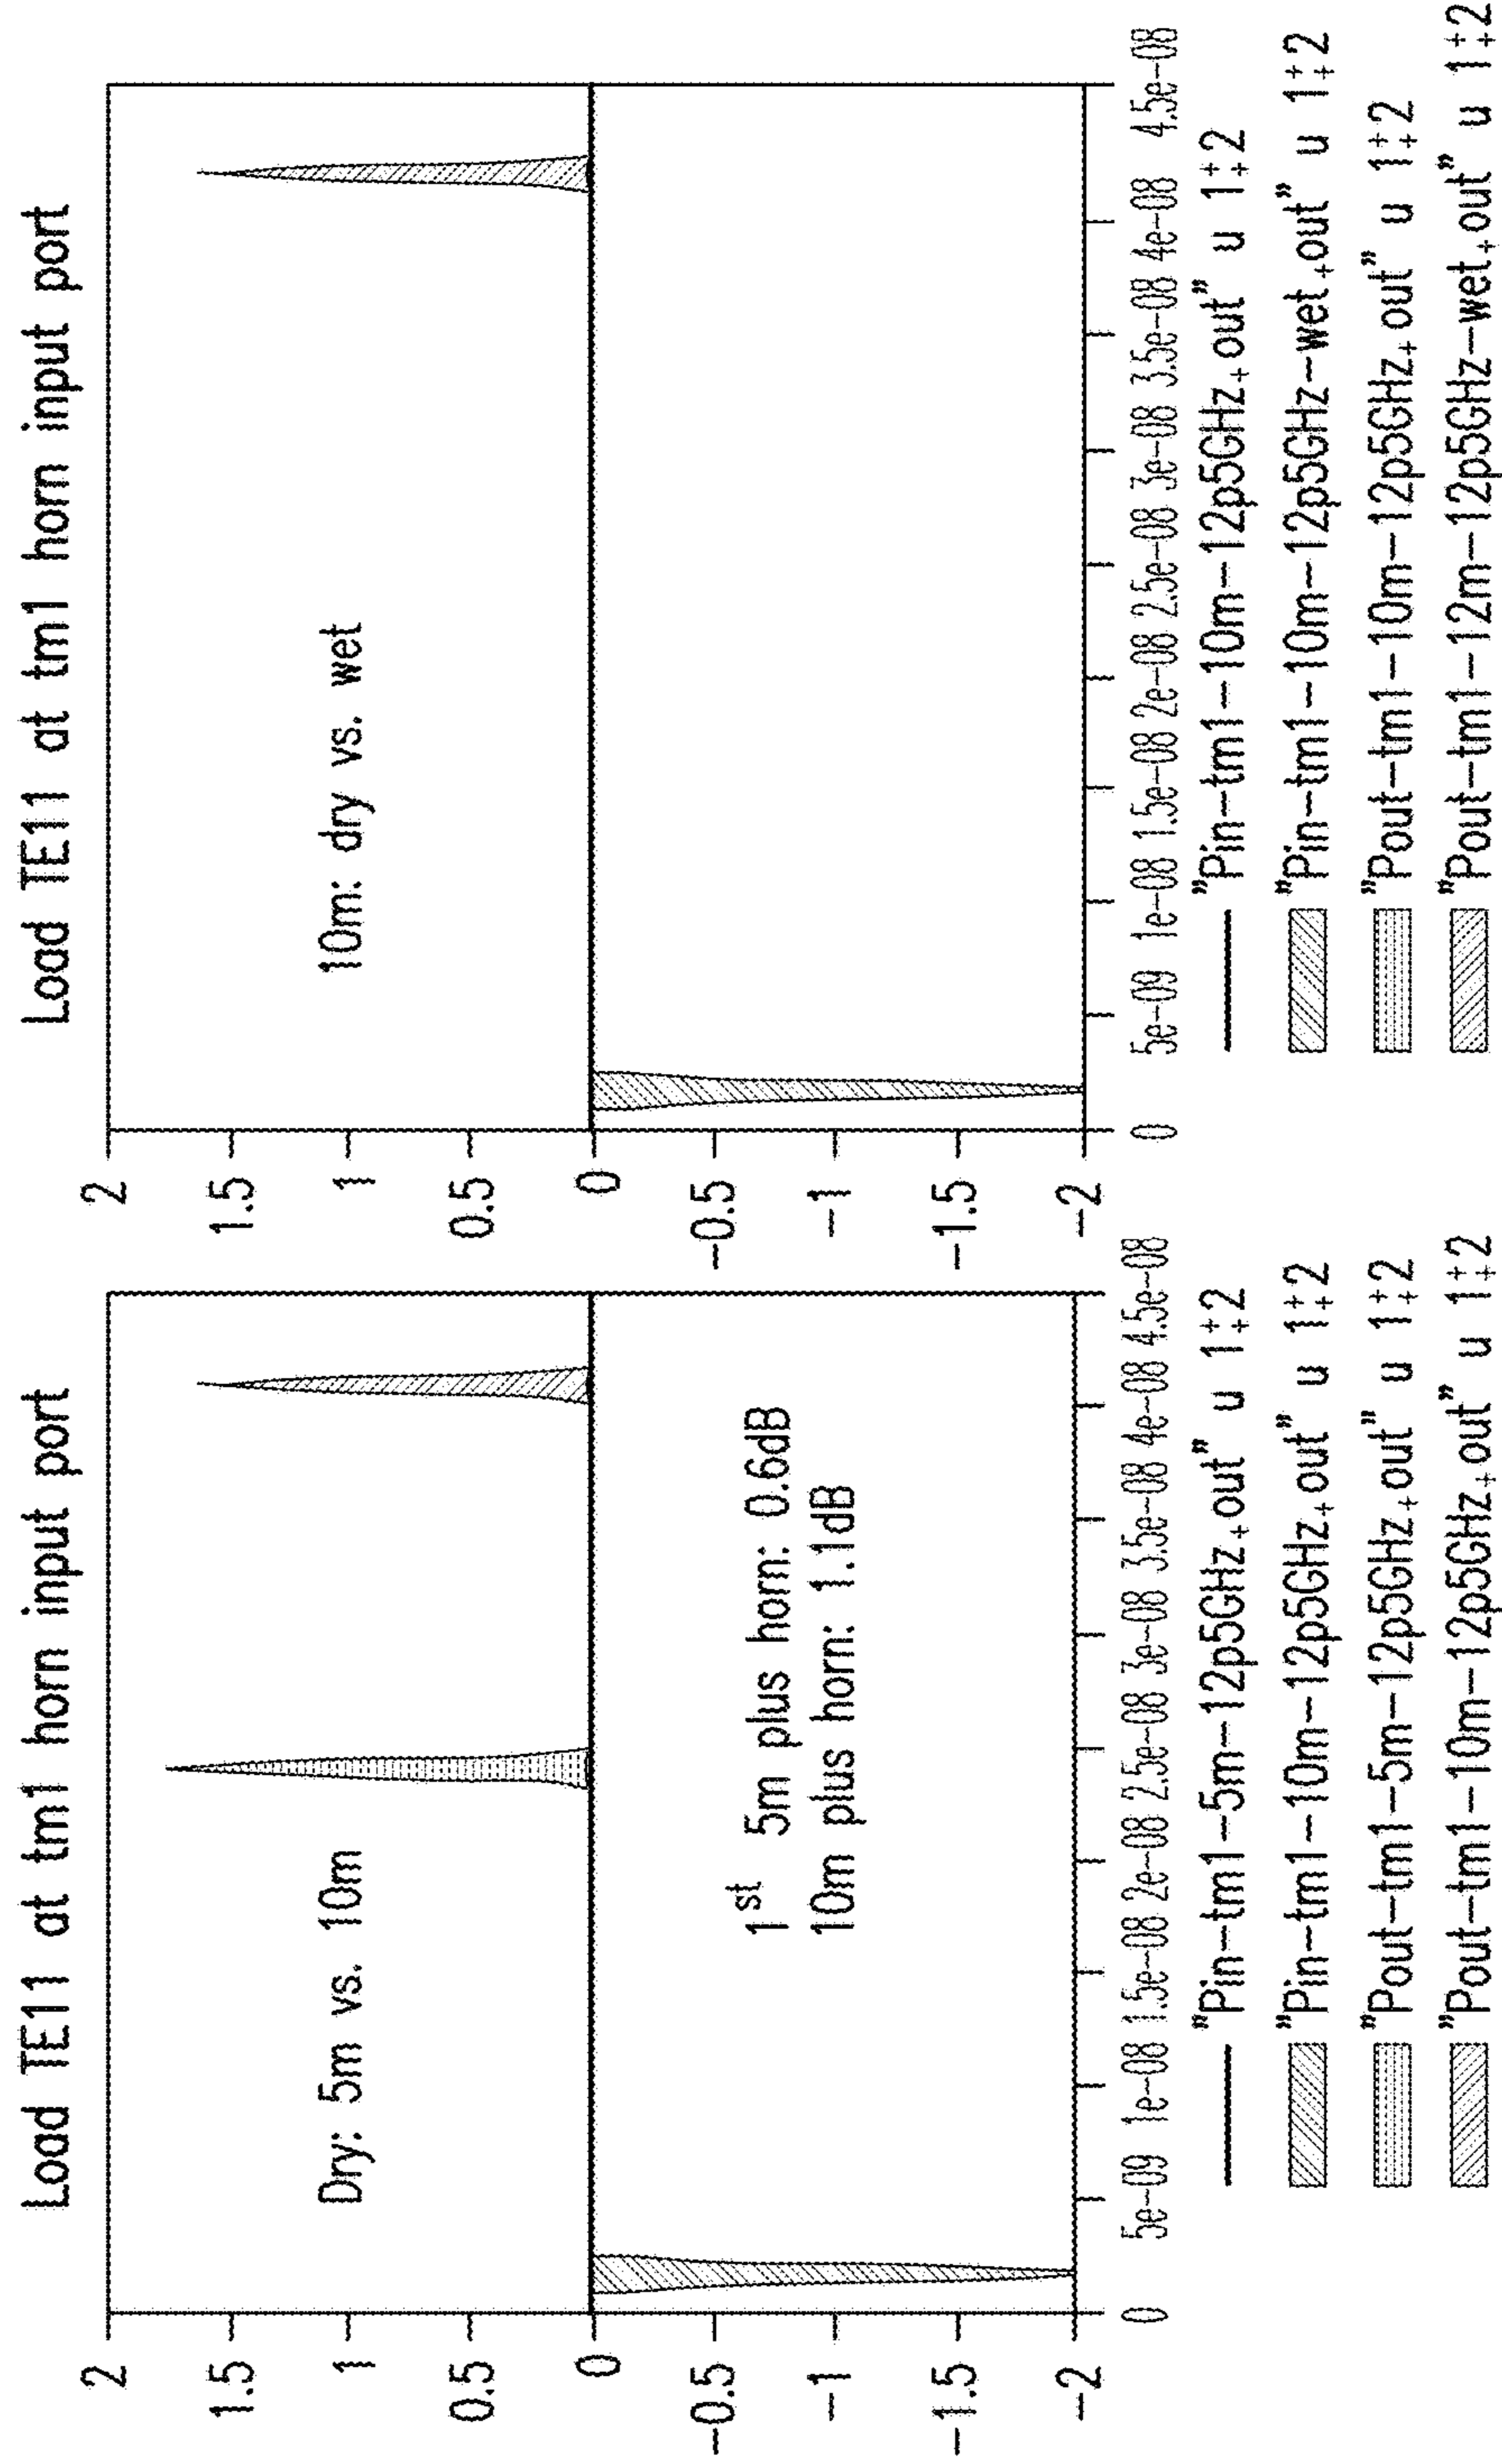 Load TE11 at tm1 horn input port
2
1.5
1
0.5
0
-0.5
-1
-1.5
-2
Dry: 5m vs. 10m
1st 5m plus horn: 0.6dB
10m plus horn: 1.1dB
0 5e-09 1e-08 1.5e-08 2e-08 2.5e-08 3e-08 3.5e-08 4e-08 4.5e-08
"Pin-tm1-5m-12p5GHz+out" u 1‡2
"Pin-tm1-10m-12p5GHz+out" u 1‡2
"Pout-tm1-5m-12p5GHz+out" u 1‡2
"Pout-tm1-10m-12p5GHz+out" u 1‡2
Load TE11 at tm1 horn input port
2
1.5
1
0.5
0
-0.5
-1
-1.5
-2
10m: dry vs. wet
0 5e-09 1e-08 1.5e-08 2e-08 2.5e-08 3e-08 3.5e-08 4e-08 4.5e-08
"Pin-tm1-10m-12p5GHz+out" u 1‡2
"Pin-tm1-10m-12p5GHz-wet+out" u 1‡2
"Pout-tm1-10m-12p5GHz+out" u 1‡2
"Pout-tm1-12m-12p5GHz-wet+out" u 1‡2